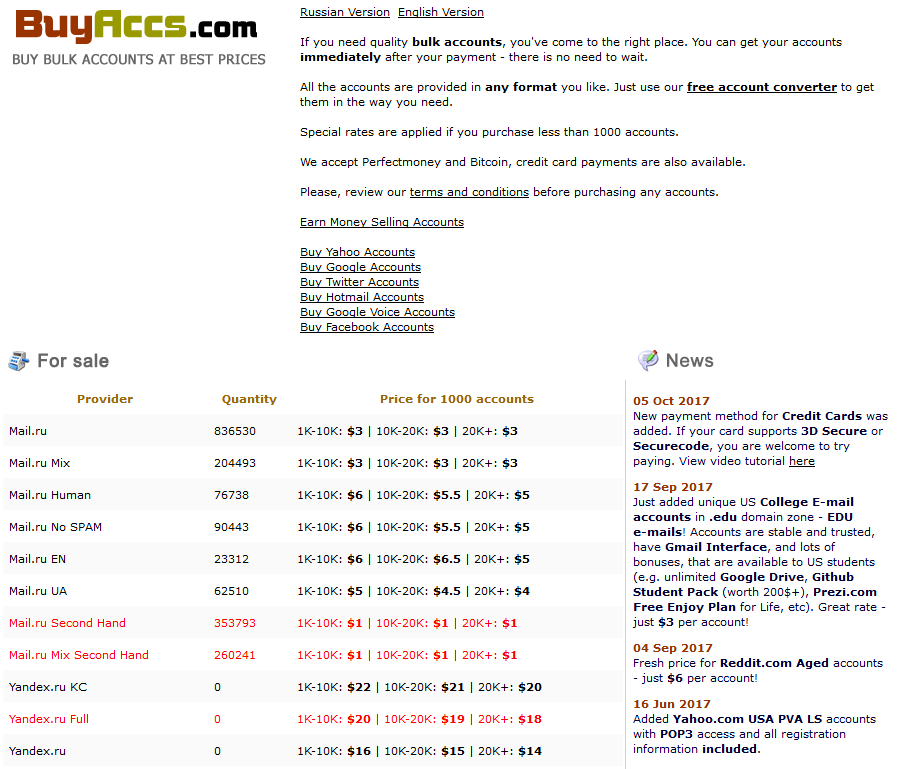 BuyAccs.com
BUY BULK ACCOUNTS AT BEST PRICES
Russian Version English Version
If you need quality bulk accounts, you've come to the right place. You can get your accounts
immediately after your payment - there is no need to wait.
All the accounts are provided in any format you like. Just use our free account converter to get
them in the way you need.
Special rates are applied if you purchase less than 1000 accounts.
We accept Perfectmoney and Bitcoin, credit card payments are also available.
Please, review our terms and conditions before purchasing any accounts.
Earn Money Selling Accounts
Buy Yahoo Accounts
Buy Google Accounts
Buy Twitter Accounts
Buy Hotmail Accounts
Buy Google Voice Accounts
Buy Facebook Accounts
For sale
Provider Quantity Price for 1000 accounts
Mail.ru 836530 1K-10K: $3 | 10K-20K: $3 | 20K+: $3
Mail.ru Mix 204493 1K-10K: $3 | 10K-20K: $3 | 20K+: $3
Mail.ru Human 76738 1K-10K: $6 | 10K-20K: $5.5 | 20K+: $5
Mail.ru No SPAM 90443 1K-10K: $6 | 10K-20K: $5.5 | 20K+: $5
Mail.ru EN 23312 1K-10K: $6 | 10K-20K: $6.5 | 20K+: $5
Mail.ru UA 62510 1K-10K: $5 | 10K-20K: $4.5 | 20K+: $4
Mail.ru Second Hand 353793 1K-10K: $1 | 10K-20K: $1 | 20K+: $1
Mail.ru Mix Second Hand 260241 1K-10K: $1 | 10K-20K: $1 | 20K+: $1
Yandex.ru KC 0 1K-10K: $22 | 10K-20K: $21 | 20K+: $20
Yandex.ru Full 0 1K-10K: $20 | 10K-20K: $19 | 20K+: $18
Yandex.ru 0 1K-10K: $16 | 10K-20K: $15 | 20K+: $14
News
05 Oct 2017
New payment method for Credit Cards was
added. If your card supports 3D Secure or
Securecode, you are welcome to try
paying. View video tutorial here
17 Sep 2017
Just added unique US College E-mail
accounts in .edu domain zone - EDU
e-mails! Accounts are stable and trusted,
have Gmail Interface, and lots of
bonuses, that are available to US students
(e.g. unlimited Google Drive, Github
Student Pack (worth 200$+), Prezi.com
Free Enjoy Plan for Life, etc). Great rate -
just $3 per account!
04 Sep 2017
Fresh price for Reddit.com Aged accounts
- just $6 per account!
16 Jun 2017
Added Yahoo.com USA PVA LS accounts
with POP3 access and all registration
information included.